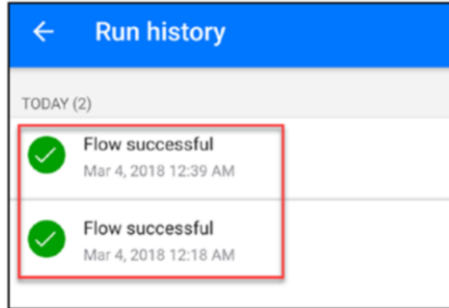 Run history
TODAY (2)
Flow successful
Mar 4, 2018 12:39 AM
Flow successful
Mar 4, 2018 12:18 AM